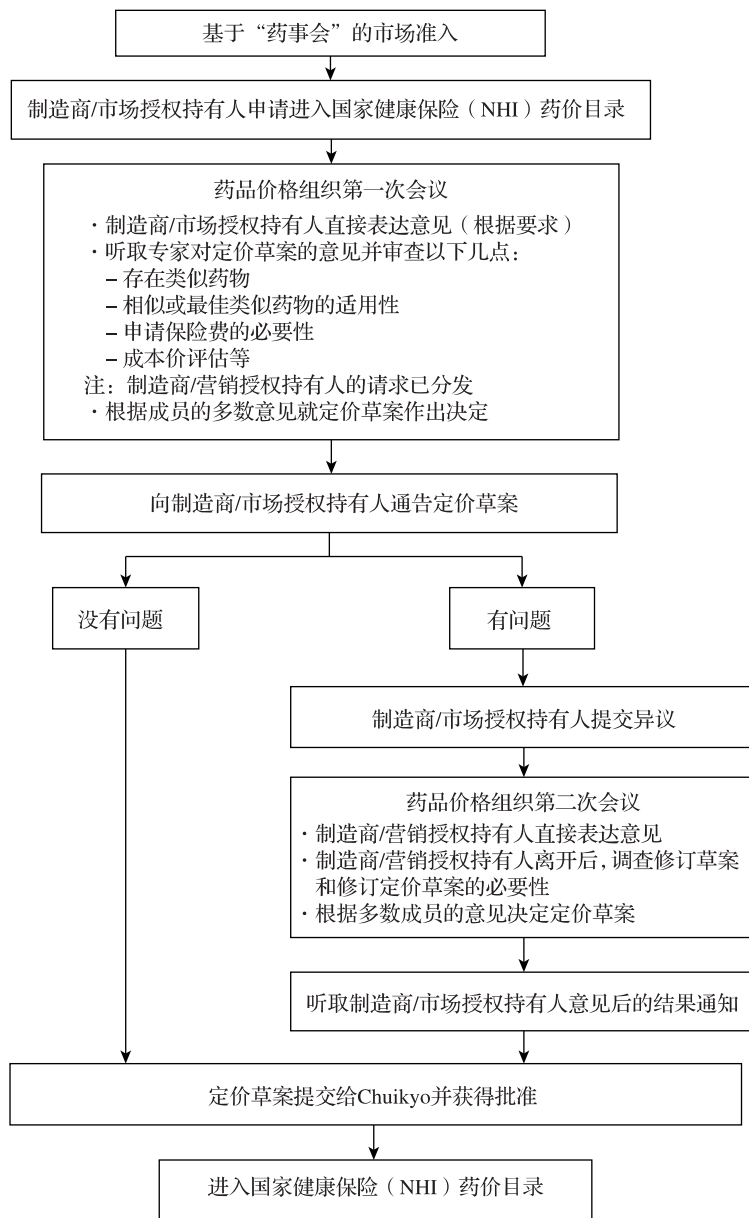 基于“药事会”的市场准入
制造商/市场授权持有人申请进入国家健康保险（NHI）药价目录
药品价格组织第一次会议
·制造商/市场授权持有人直接表达意见（根据要求）
·听取专家对定价草案的意见并审查以下几点：
– 存在类似药物
– 相似或最佳类似药物的适用性
– 申请保险费的必要性
– 成本价评估等
注：制造商/营销授权持有人的请求已分发
·根据成员的多数意见就定价草案作出决定
向制造商/市场授权持有人通告定价草案
没有问题
有问题
制造商/市场授权持有人提交异议
药品价格组织第二次会议
·制造商/营销授权持有人直接表达意见
·制造商/营销授权持有人离开后，调查修订草案
和修订定价草案的必要性
·根据多数成员的意见决定定价草案
听取制造商/市场授权持有人意见后的结果通知
定价草案提交给Chuikyo并获得批准
进入国家健康保险（NHI）药价目录